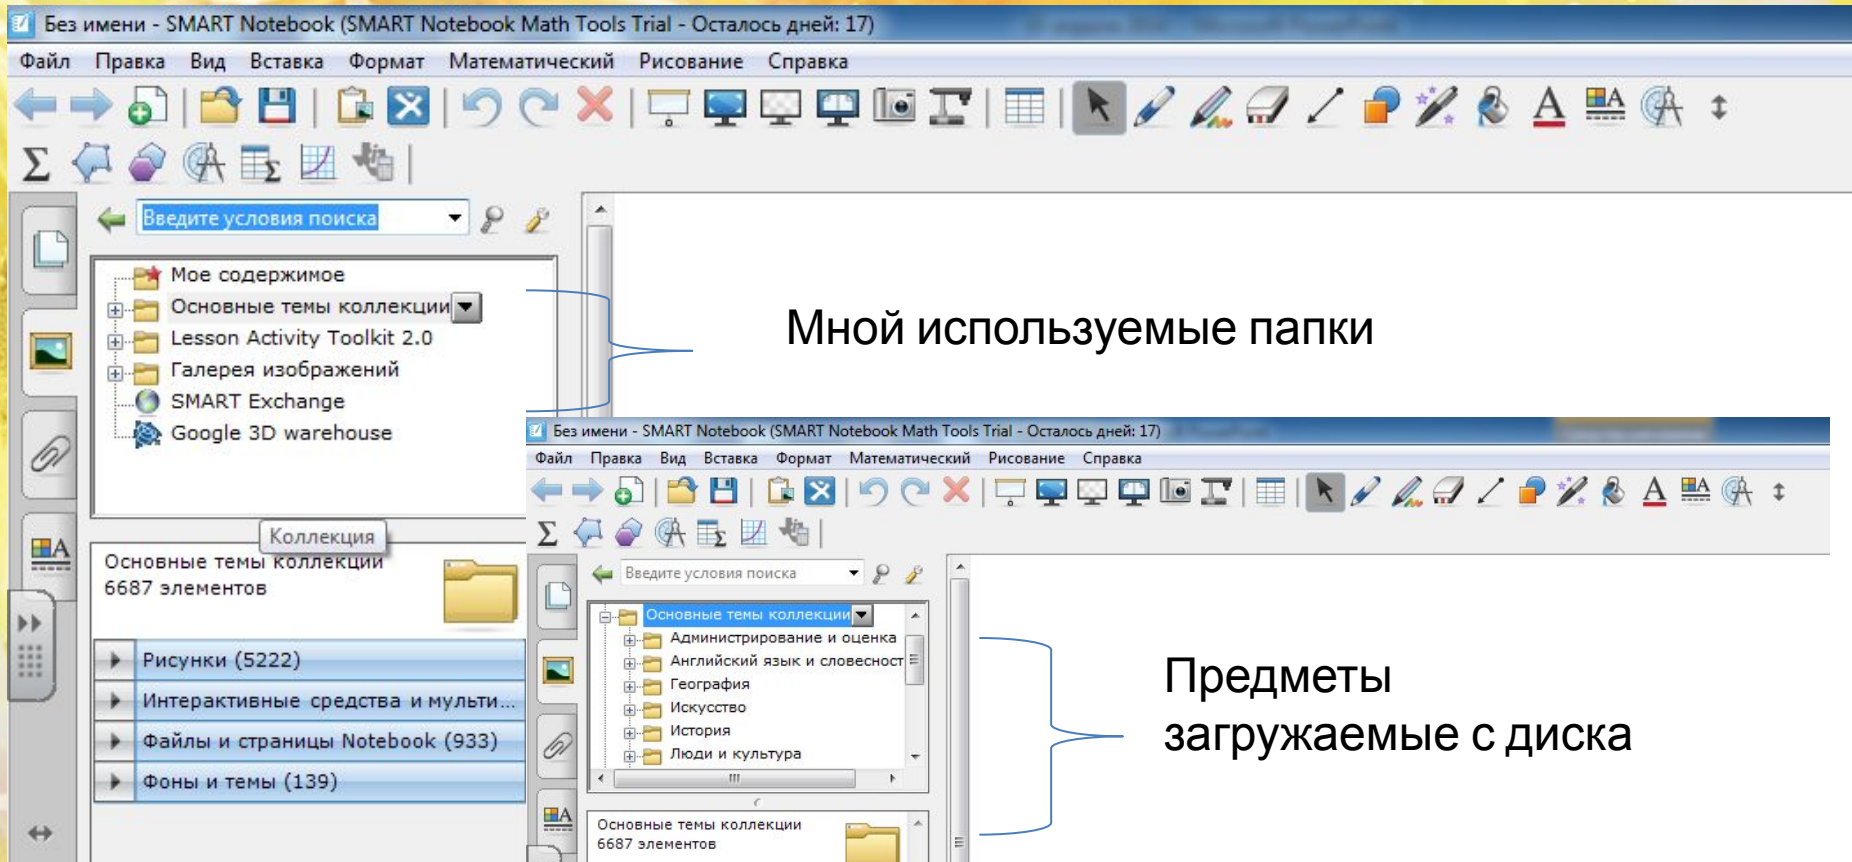 Без имени - SMART Notebook (SMART Notebook Math Tools Trial - Осталось дней: 17)
Файл Правка Вид Вставка Формат Математический Рисование Справка
Введите условия поиска
Мое содержимое
Основные темы коллекции
Lesson Activity Toolkit 2.0
Галерея изображений
SMART Exchange
Google 3D warehouse
Коллекция
Основные темы коллекции
6687 элементов
Рисунки (5222)
Интерактивные средства и мульти...
Файлы и страницы Notebook (933)
Фоны и темы (139)
Мной используемые папки
Без имени - SMART Notebook (SMART Notebook Math Tools Trial - Осталось дней: 17)
Файл Правка Вид Вставка Формат Математический Рисование Справка
Введите условия поиска
Основные темы коллекции
Администрирование и оценка
Английский язык и словесност
География
Искусство
История
Люди и культура
Основные темы коллекции
6687 элементов
Предметы
загружаемые с диска